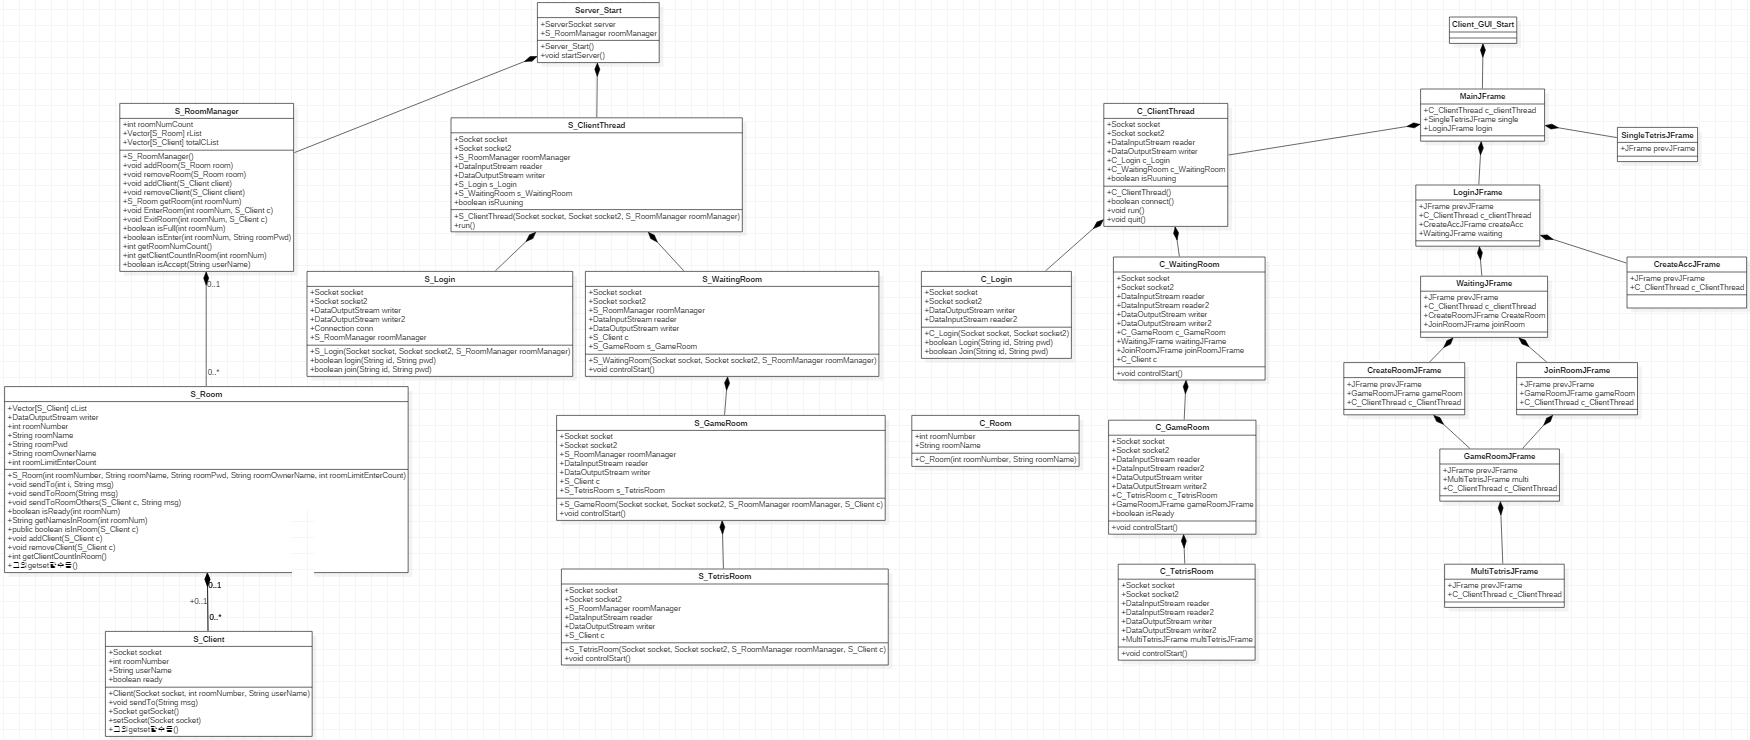 Server_Start
+ServerSocket server
+S_RoomManager roomManager
+Server_Start()
+void startServer()
S_RoomManager
+int roomNumCount
+Vector[S_Room] rList
+Vector[S_Client] totalCList
+S_RoomManager()
+void addRoom(S_Room room)
+void removeRoom(S_Room room)
+void addClient(S_Client client)
+void removeClient(S_Client client)
+S_Room getRoom(int roomNum)
+void EnterRoom(int roomNum, S_Client c)
+void ExitRoom(int roomNum, S_Client c)
+boolean isFull(int roomNum)
+boolean isEnter(int roomNum, String roomPwd)
+int getRoomNumCount()
+int getClientCountInRoom(int roomNum)
+boolean isAccept(String userName)
0..1
0..*
S_Room
+Vector[S_Client] cList
+DataOutputStream writer
+int roomNumber
+String roomName
+String roomPwd
+String roomOwnerName
+int roomLimitEnterCount
+S_Room(int roomNumber, String roomName, String roomPwd, String roomOwnerName, int roomLimitEnterCount)
+void sendTo(int i, String msg)
+void sendToRoom(String msg)
+void sendToRoomOthers(S_Client c, String msg)
+boolean isReady(int roomNum)
+String getNamesInRoom(int roomNum)
+public boolean isInRoom(S_Client c)
+void addClient(S_Client c)
+void removeClient(S_Client c)
+int getClientCountInRoom()
0..1
+0..1
0..*
S_Client
+Socket socket
+int roomNumber
+String userName
+boolean ready
+Client(Socket socket, int roomNumber, String userName)
+void sendTo(String msg)
+Socket getSocket()
+setSocket(Socket socket)
S_ClientThread
+Socket socket
+Socket socket2
+S_RoomManager roomManager
+DataInputStream reader
+DataOutputStream writer
+S_Login s_Login
+S_WaitingRoom s_WaitingRoom
+boolean isRuuning
+S_ClientThread(Socket socket, Socket socket2, S_RoomManager roomManager)
+run()
S_Login
+Socket socket
+Socket socket2
+DataOutputStream writer
+DataOutputStream writer2
+Connection conn
+S_RoomManager roomManager
+S_Login(Socket socket, Socket socket2, S_RoomManager roomManager)
+boolean login(String id, String pwd)
+boolean join(String id, String pwd)
S_WaitingRoom
+Socket socket
+Socket socket2
+S_RoomManager roomManager
+DataInputStream reader
+DataOutputStream writer
+S_Client c
+S_GameRoom s_GameRoom
+S_WaitingRoom(Socket socket, Socket socket2, S_RoomManager roomManager)
+void controlStart()
S_GameRoom
+Socket socket
+Socket socket2
+S_RoomManager roomManager
+DataInputStream reader
+DataOutputStream writer
+S_Client c
+S_TetrisRoom s_TetrisRoom
+S_GameRoom(Socket socket, Socket socket2, S_RoomManager roomManager, S_Client c)
+void controlStart()
S_TetrisRoom
+Socket socket
+Socket socket2
+S_RoomManager roomManager
+DataInputStream reader
+DataOutputStream writer
+S_Client c
+S_TetrisRoom(Socket socket, Socket socket2, S_RoomManager roomManager, S_Client c)
+void controlStart()
C_ClientThread
+Socket socket
+Socket socket2
+DataInputStream reader
+DataOutputStream writer
+C_Login c_Login
+C_WaitingRoom c_WaitingRoom
+boolean isRuuning
+C_ClientThread()
+boolean connect()
+void run()
+void quit()
C_Login
+Socket socket
+Socket socket2
+DataOutputStream writer
+DataInputStream reader2
+C_Login(Socket socket, Socket socket2)
+boolean Login(String id, String pwd)
+boolean Join(String id, String pwd)
C_WaitingRoom
+Socket socket
+Socket socket2
+DataInputStream reader
+DataInputStream reader2
+DataOutputStream writer
+DataOutputStream writer2
+C_GameRoom c_GameRoom
+WaitingJFrame waitingJFrame
+JoinRoomJFrame joinRoomJFrame
+C_Client c
+void controlStart()
C_Room
+int roomNumber
+String roomName
+C_Room(int roomNumber, String roomName)
C_GameRoom
+Socket socket
+Socket socket2
+DataInputStream reader
+DataInputStream reader2
+DataOutputStream writer
+DataOutputStream writer2
+C_TetrisRoom c_TetrisRoom
+GameRoomJFrame gameRoomJFrame
+boolean isReady
+void controlStart()
C_TetrisRoom
+Socket socket
+Socket socket2
+DataInputStream reader
+DataInputStream reader2
+DataOutputStream writer
+DataOutputStream writer2
+MultiTetrisJFrame multiTetrisJFrame
+void controlStart()
Client_GUI_Start
MainJFrame
+C_ClientThread c_clientThread
+SingleTetrisJFrame single
+LoginJFrame login
SingleTetrisJFrame
+JFrame prevJFrame
LoginJFrame
+JFrame prevJFrame
+C_ClientThread c_clientThread
+CreateAccJFrame createAcc
+WaitingJFrame waiting
CreateAccJFrame
+JFrame prevJFrame
+C_ClientThread c_ClientThread
WaitingJFrame
+JFrame prevJFrame
+C_ClientThread c_clientThread
+CreateRoomJFrame CreateRoom
+JoinRoomJFrame joinRoom
CreateRoomJFrame
+JFrame prevJFrame
+GameRoomJFrame gameRoom
+C_ClientThread c_ClientThread
JoinRoomJFrame
+JFrame prevJFrame
+GameRoomJFrame gameRoom
+C_ClientThread c_ClientThread
GameRoomJFrame
+JFrame prevJFrame
+MultiTetrisJFrame multi
+C_ClientThread c_ClientThread
MultiTetrisJFrame
+JFrame prevJFrame
+C_ClientThread c_ClientThread